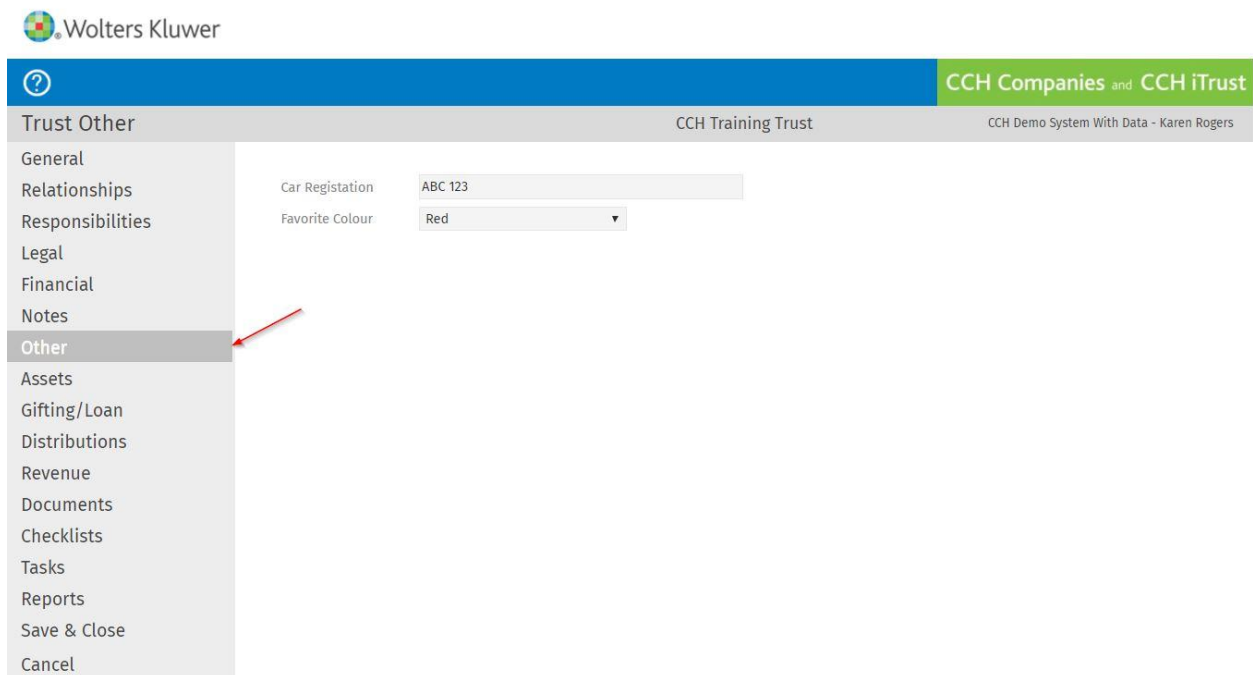 Wolters Kluwer
CCH Companies and CCH iTrust
Trust Other
CCH Training Trust
CCH Demo System With Data - Karen Rogers
General
Relationships
Responsibilities
Legal
Financial
Notes
Other
Assets
Gifting/Loan
Distributions
Revenue
Documents
Checklists
Tasks
Reports
Save & Close
Cancel
Car Registation ABC 123
Favorite Colour Red